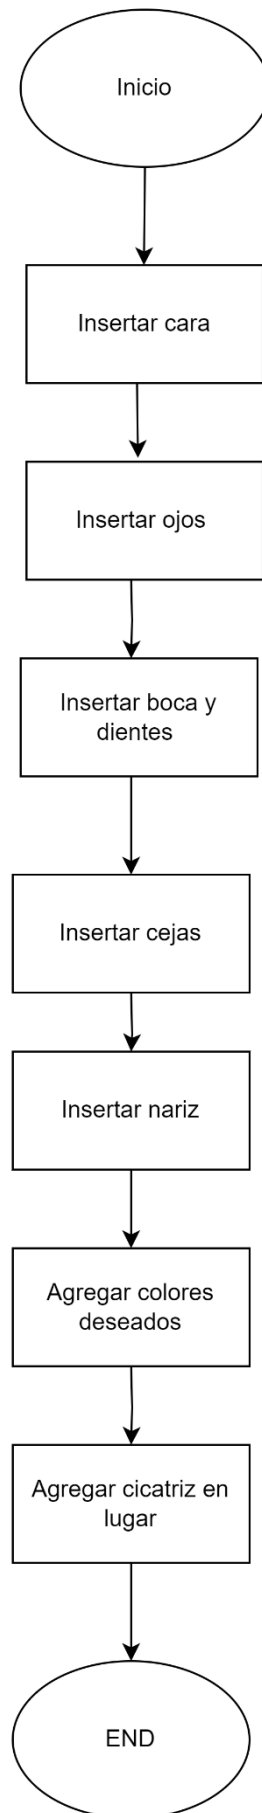 Inicio
Insertar cara
Insertar ojos
Insertar boca y
dientes
Insertar cejas
Insertar nariz
Agregar colores
deseados
Agregar cicatriz en
lugar
END